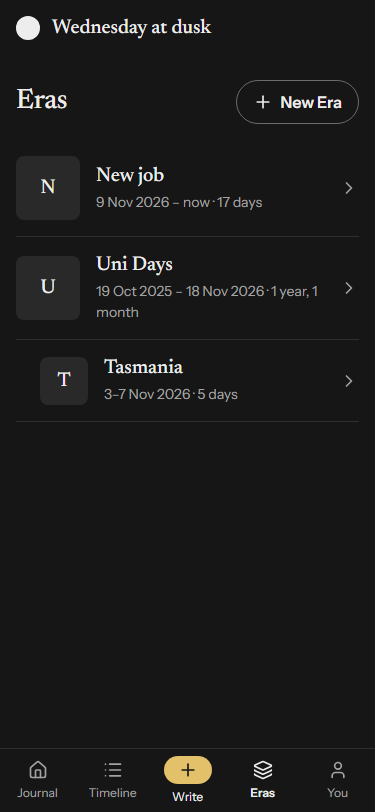 Wednesday at dusk
Eras
New Era
N
New job
9 Nov 2026 – now · 17 days
U
Uni Days
19 Oct 2025 – 18 Nov 2026 · 1 year, 1
month
T
Tasmania
3–7 Nov 2026 · 5 days
Journal
Timeline
Write
Eras
You